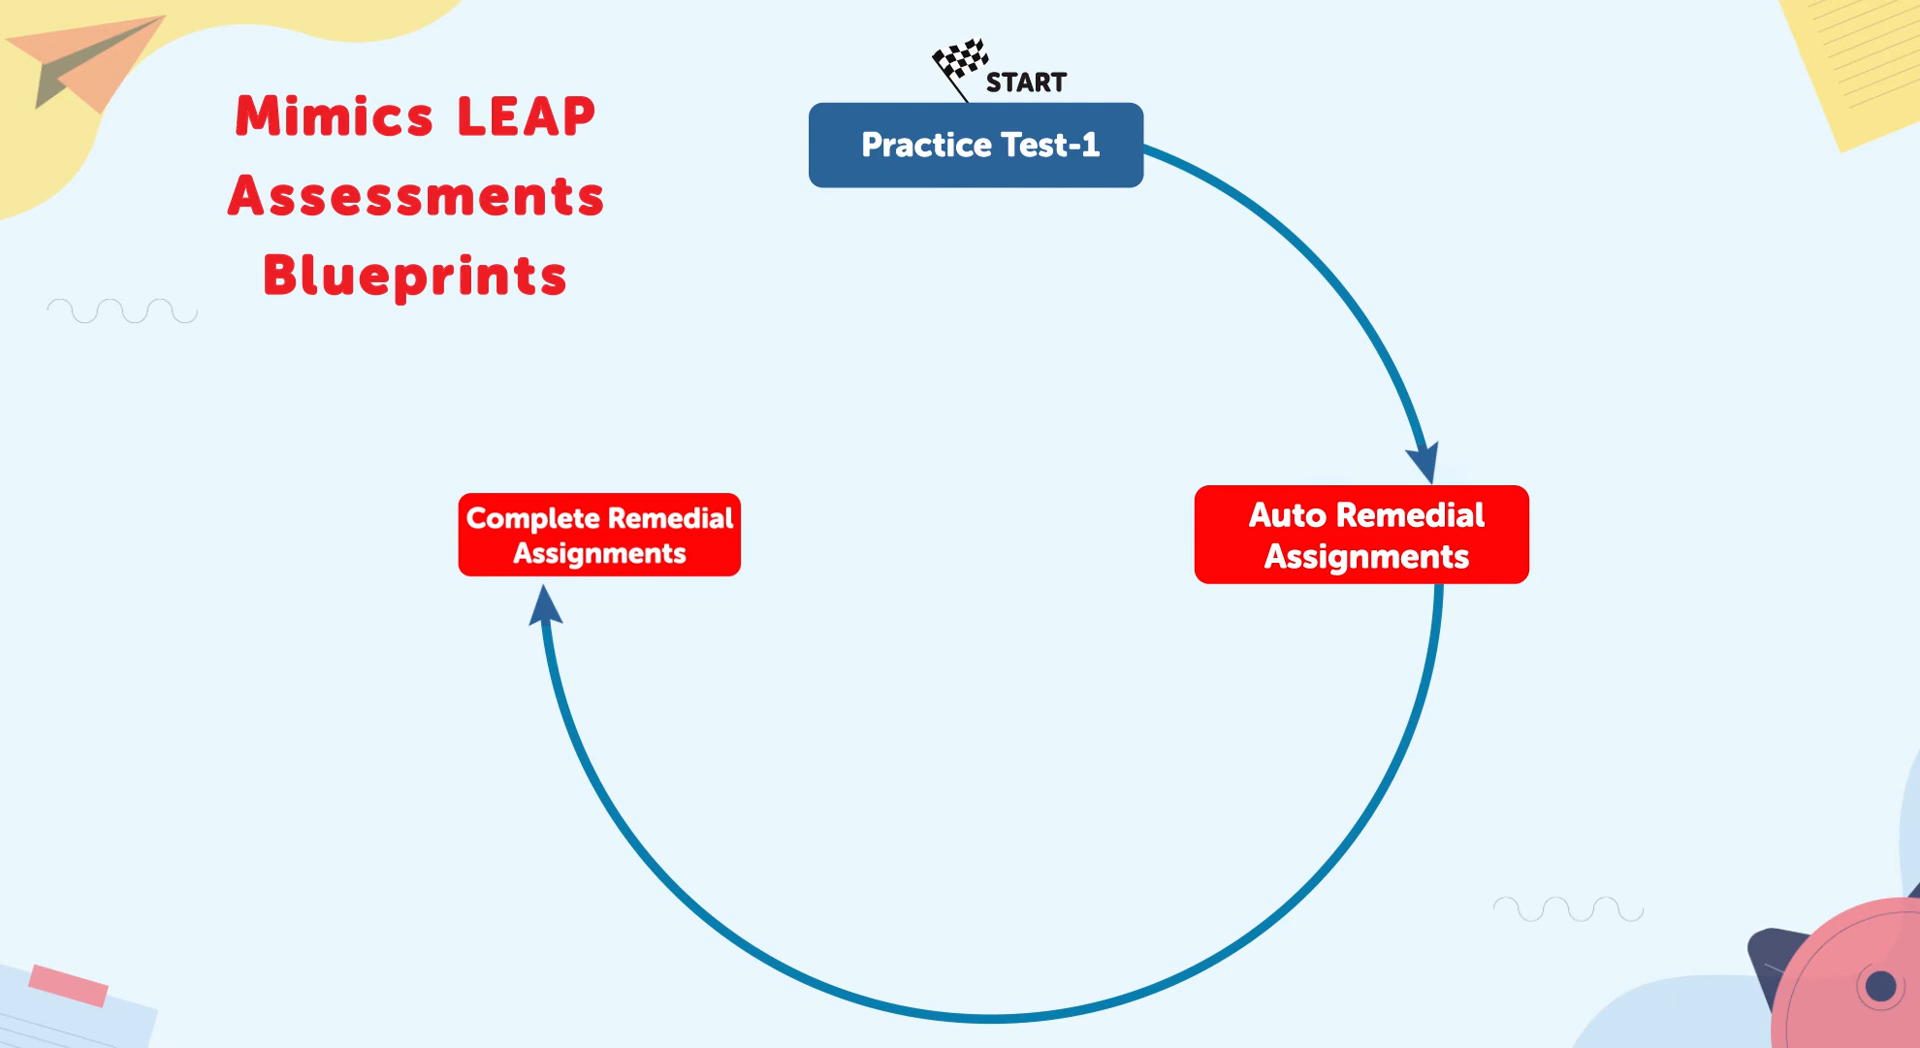 Mimics LEAP
Assessments
Blueprints
START
Practice Test-1
Auto Remedial
Assignments
Complete Remedial
Assignments